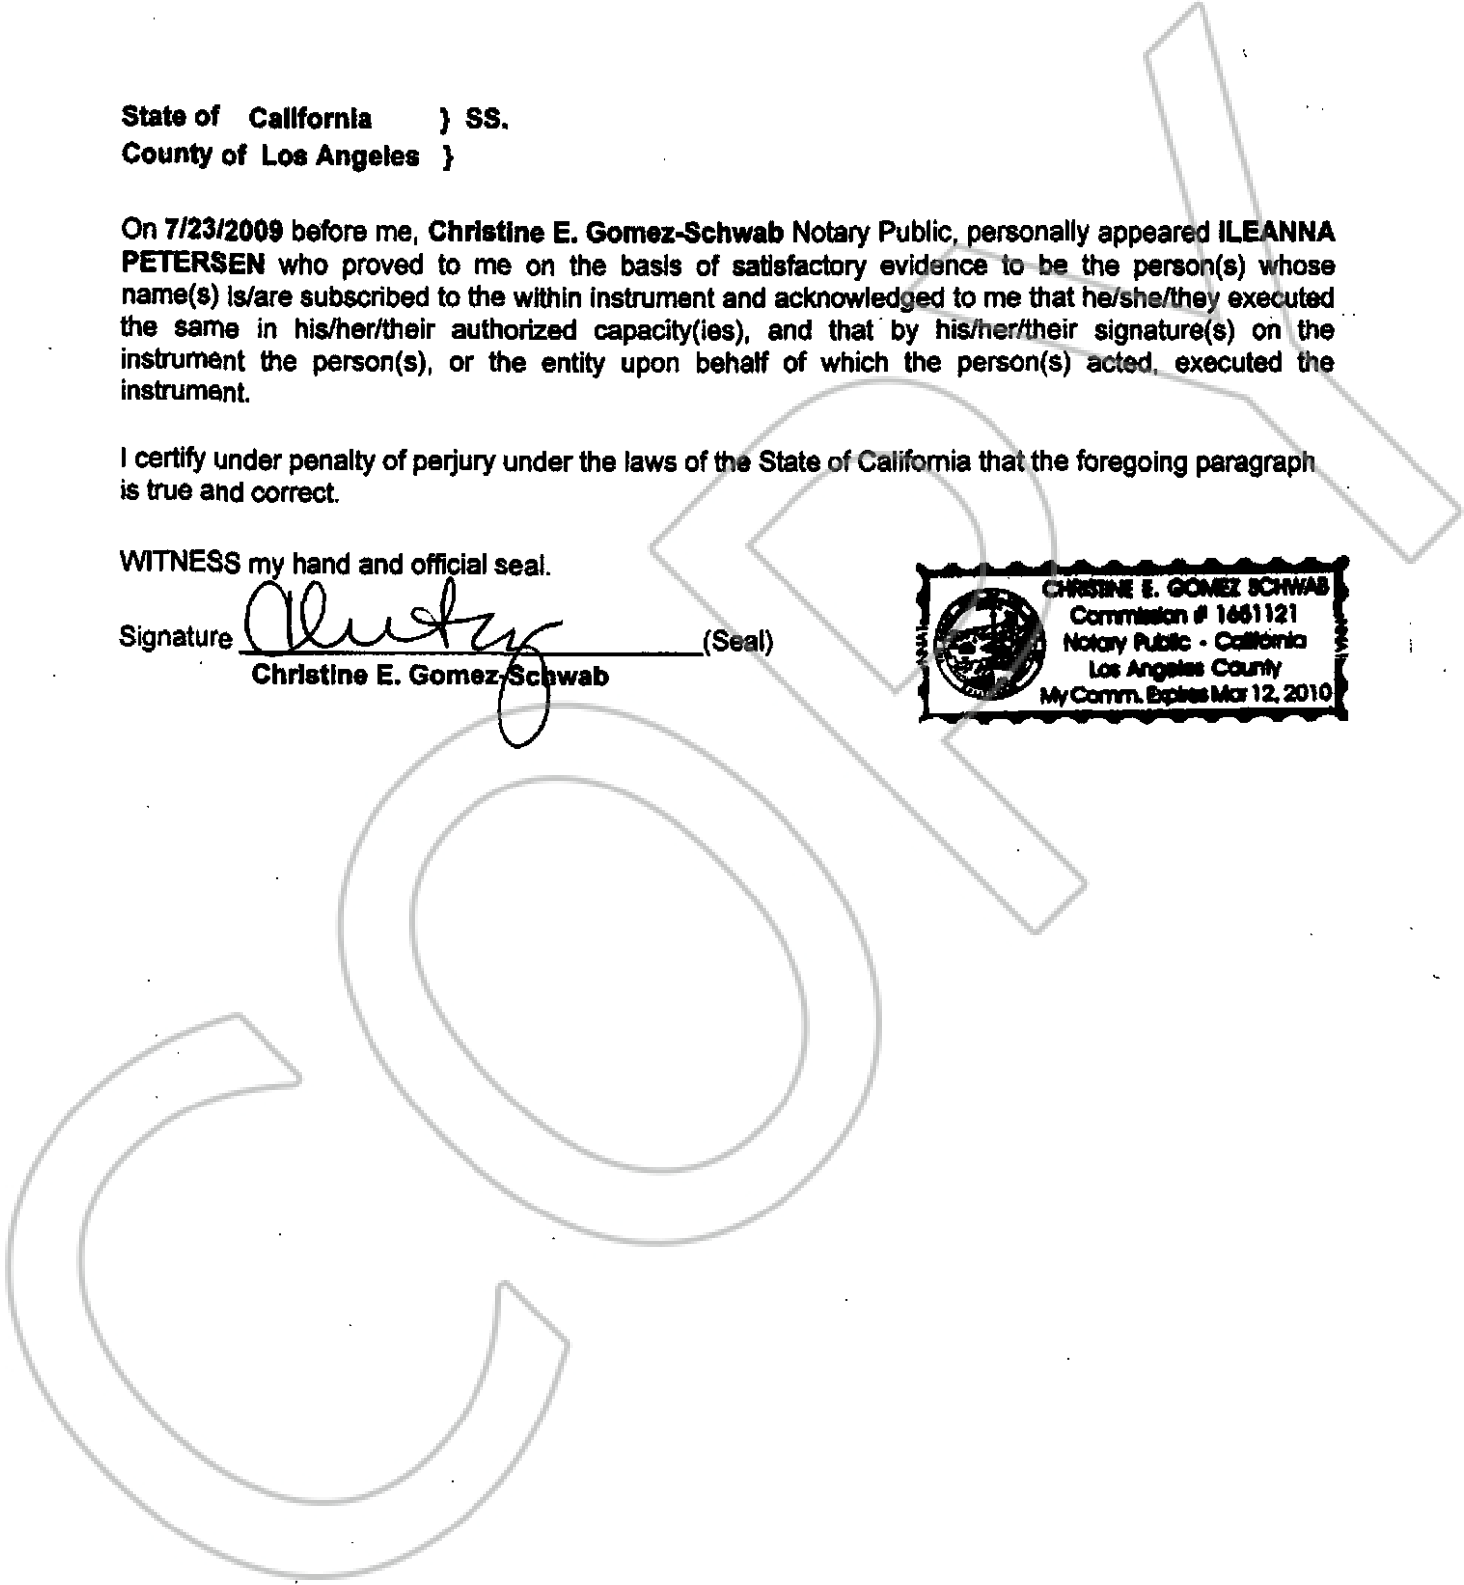 State of California } SS.
County of Los Angeles }
On 7/23/2009 before me, Christine E. Gomez-Schwab Notary Public, personally appeared ILEANNA
PETERSEN who proved to me on the basis of satisfactory evidence to be the person(s) whose
name(s) is/are subscribed to the within instrument and acknowledged to me that he/she/they executed
the same in his/her/their authorized capacity(ies), and that by his/her/their signature(s) on the
instrument the person(s), or the entity upon behalf of which the person(s) acted, executed the
instrument.
I certify under penalty of perjury under the laws of the State of California that the foregoing paragraph
is true and correct.
WITNESS my hand and official seal.
Signature (Seal)
Christine E. Gomez-Schwab
CHRISTINE E. GOMEZ SCHWAB
Commission # 1661121
Notary Public - California
Los Angeles County
My Comm. Expires Mar 12, 2010
COPY